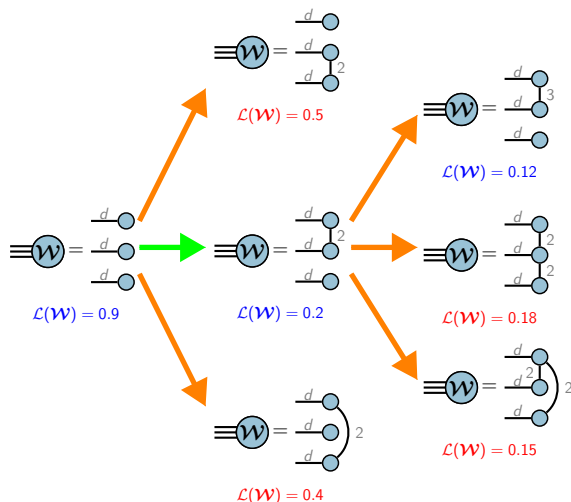 d
𝒲 = d 2
d
ℒ(𝒲) = 0.5
d
𝒲 = d 3
d
ℒ(𝒲) = 0.12
d
𝒲 = d
d
ℒ(𝒲) = 0.9
d
𝒲 = d 2
d
ℒ(𝒲) = 0.2
d 2
𝒲 = d 2
d
ℒ(𝒲) = 0.18
d
𝒲 = 2 d 2
d
ℒ(𝒲) = 0.15
d
𝒲 = d 2
d
ℒ(𝒲) = 0.4